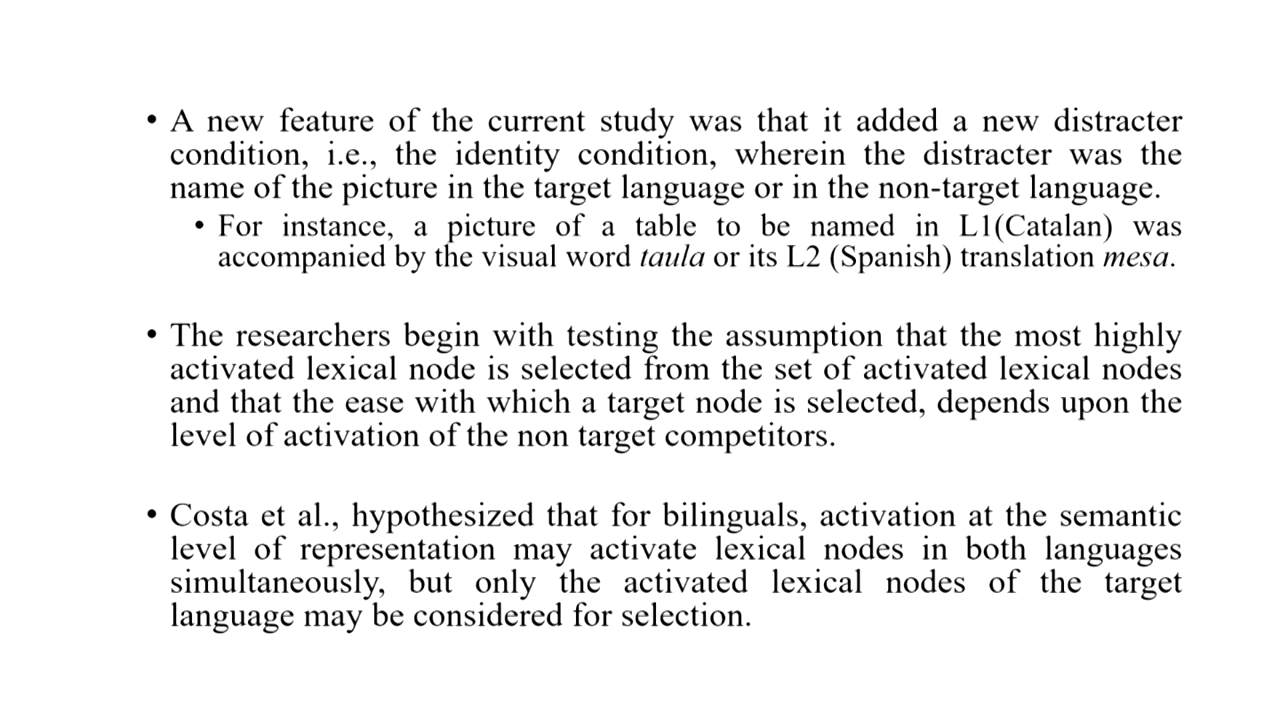 • A new feature of the current study was that it added a new distracter
condition, i.e., the identity condition, wherein the distracter was the
name of the picture in the target language or in the non-target language.
• For instance, a picture of a table to be named in L1(Catalan) was
accompanied by the visual word taula or its L2 (Spanish) translation mesa.
• The researchers begin with testing the assumption that the most highly
activated lexical node is selected from the set of activated lexical nodes
and that the ease with which a target node is selected, depends upon the
level of activation of the non target competitors.
• Costa et al., hypothesized that for bilinguals, activation at the semantic
level of representation may activate lexical nodes in both languages
simultaneously, but only the activated lexical nodes of the target
language may be considered for selection.